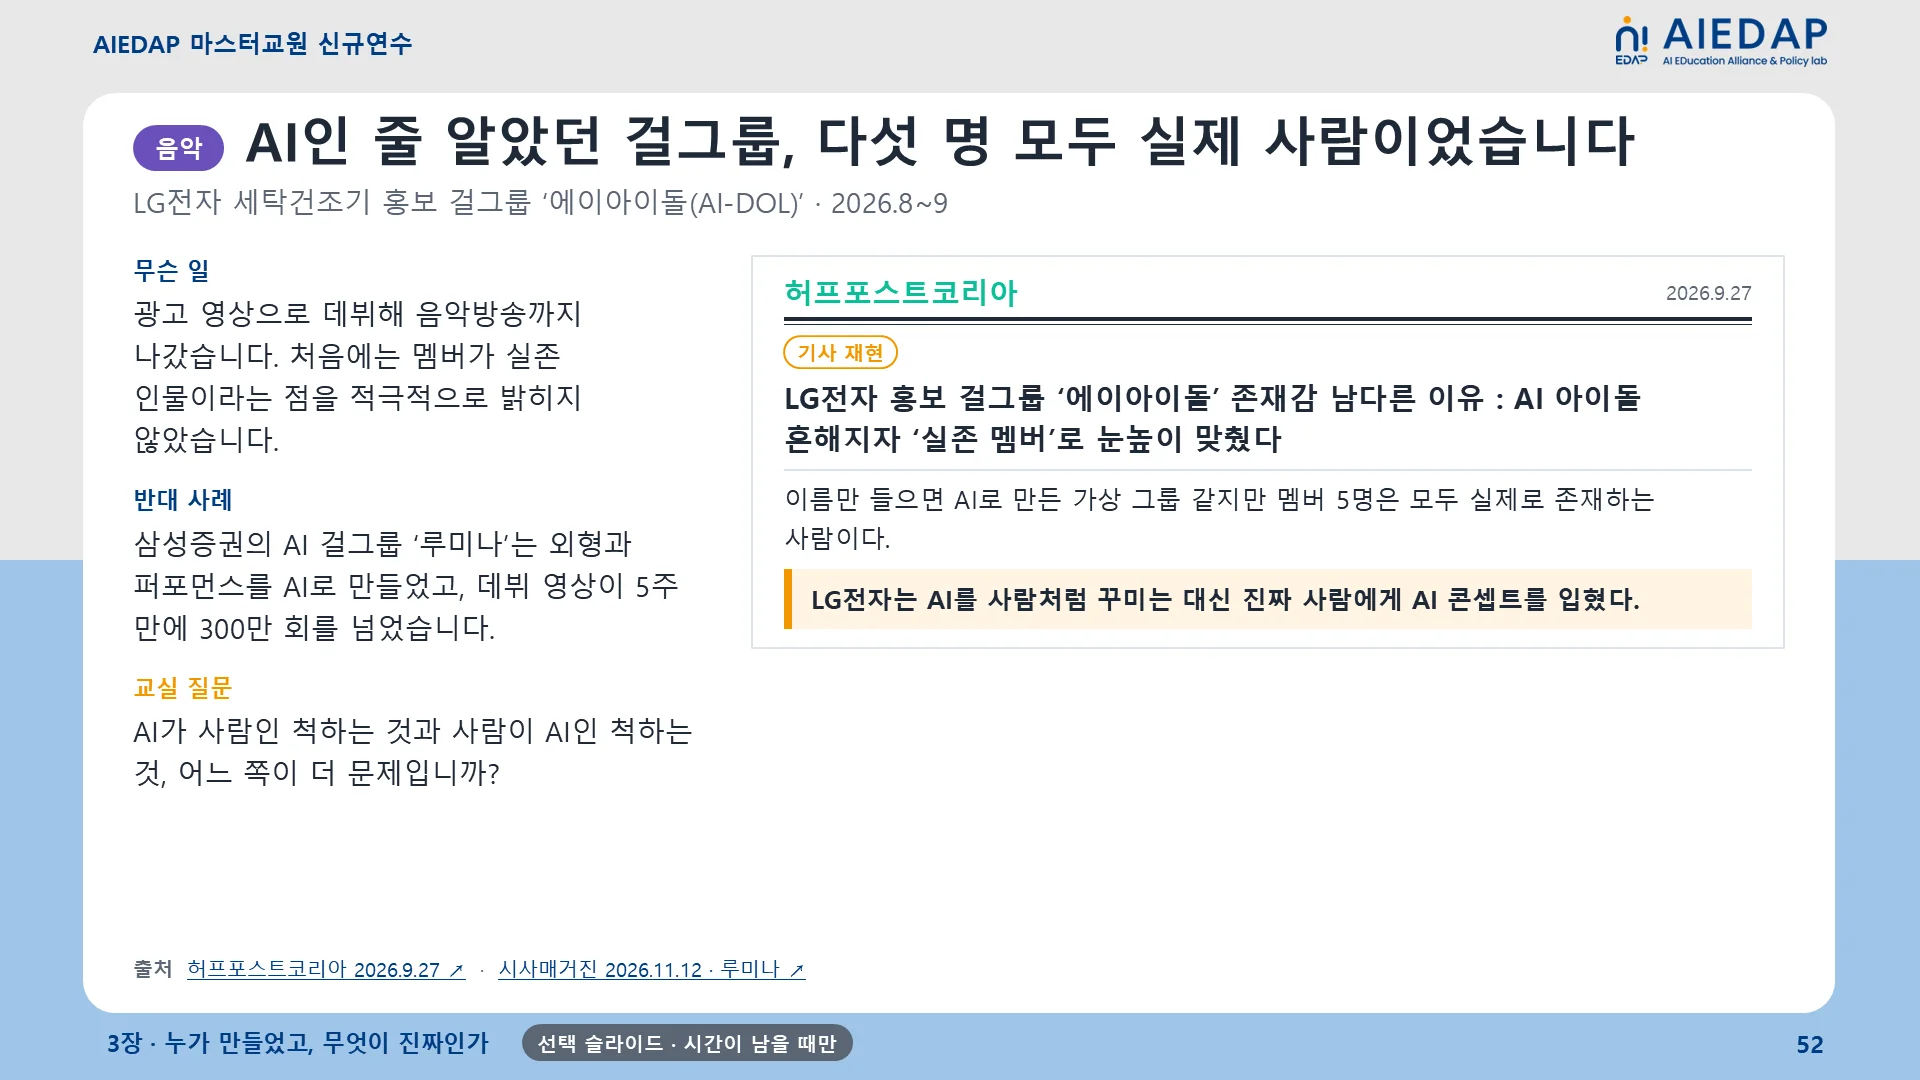 AIEDAP 마스터교원 신규연수
EDAP
AIEDAP
AI EDucation Alliance & Policy lab
음악
AI인 줄 알았던 걸그룹, 다섯 명 모두 실제 사람이었습니다
LG전자 세탁건조기 홍보 걸그룹 ‘에이아이돌(AI-DOL)’ · 2026.8~9
무슨 일
광고 영상으로 데뷔해 음악방송까지
나갔습니다. 처음에는 멤버가 실존
인물이라는 점을 적극적으로 밝히지
않았습니다.
반대 사례
삼성증권의 AI 걸그룹 ‘루미나’는 외형과
퍼포먼스를 AI로 만들었고, 데뷔 영상이 5주
만에 300만 회를 넘었습니다.
교실 질문
AI가 사람인 척하는 것과 사람이 AI인 척하는
것, 어느 쪽이 더 문제입니까?
허프포스트코리아
2026.9.27
기사 재현
LG전자 홍보 걸그룹 ‘에이아이돌’ 존재감 남다른 이유 : AI 아이돌
흔해지자 ‘실존 멤버’로 눈높이 맞췄다
이름만 들으면 AI로 만든 가상 그룹 같지만 멤버 5명은 모두 실제로 존재하는
사람이다.
LG전자는 AI를 사람처럼 꾸미는 대신 진짜 사람에게 AI 콘셉트를 입혔다.
출처 허프포스트코리아 2026.9.27 ↗ · 시사매거진 2026.11.12 · 루미나 ↗
3장 · 누가 만들었고, 무엇이 진짜인가
선택 슬라이드 · 시간이 남을 때만
52